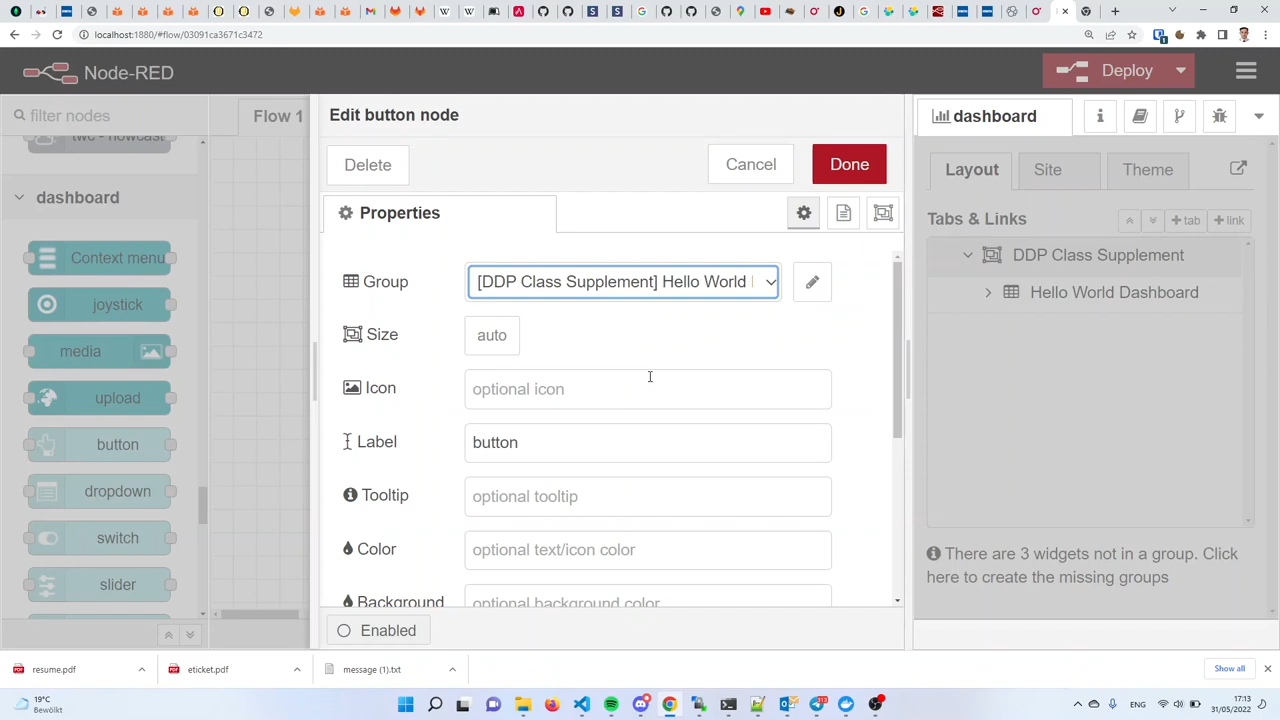 localhost:1880/#flow/03091ca3671c3472
Node-RED
Deploy
filter nodes
Flow 1
Edit button node
dashboard
Delete
Cancel
Done
Layout
Site
Theme
dashboard
Properties
Tabs & Links
tab
link
Context menu
DDP Class Supplement
Group
[DDP Class Supplement] Hello World
Hello World Dashboard
joystick
Size
auto
media
Icon
optional icon
upload
Label
button
button
dropdown
Tooltip
optional tooltip
switch
Color
optional text/icon color
There are 3 widgets not in a group. Click
here to create the missing groups
slider
Background
optional background color
Enabled
resume.pdf
eticket.pdf
message (1).txt
Show all
19°C
Bewölkt
ENG
17:13
31/05/2022